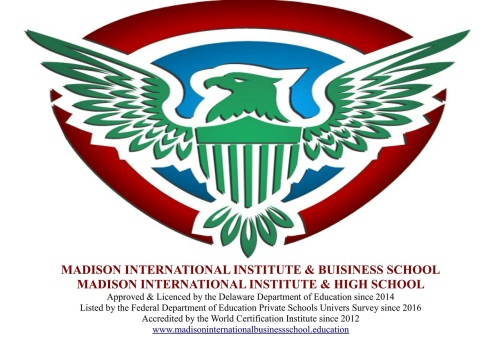 MADISON INTERNATIONAL INSTITUTE & BUISINESS SCHOOL
MADISON INTERNATIONAL INSTITUTE & HIGH SCHOOL
Approved & Licenced by the Delaware Department of Education since 2014
Listed by the Federal Department of Education Private Schools Univers Survey since 2016
Accredited by the World Certification Institute since 2012
www.madisoninternationalbusinessschool.education